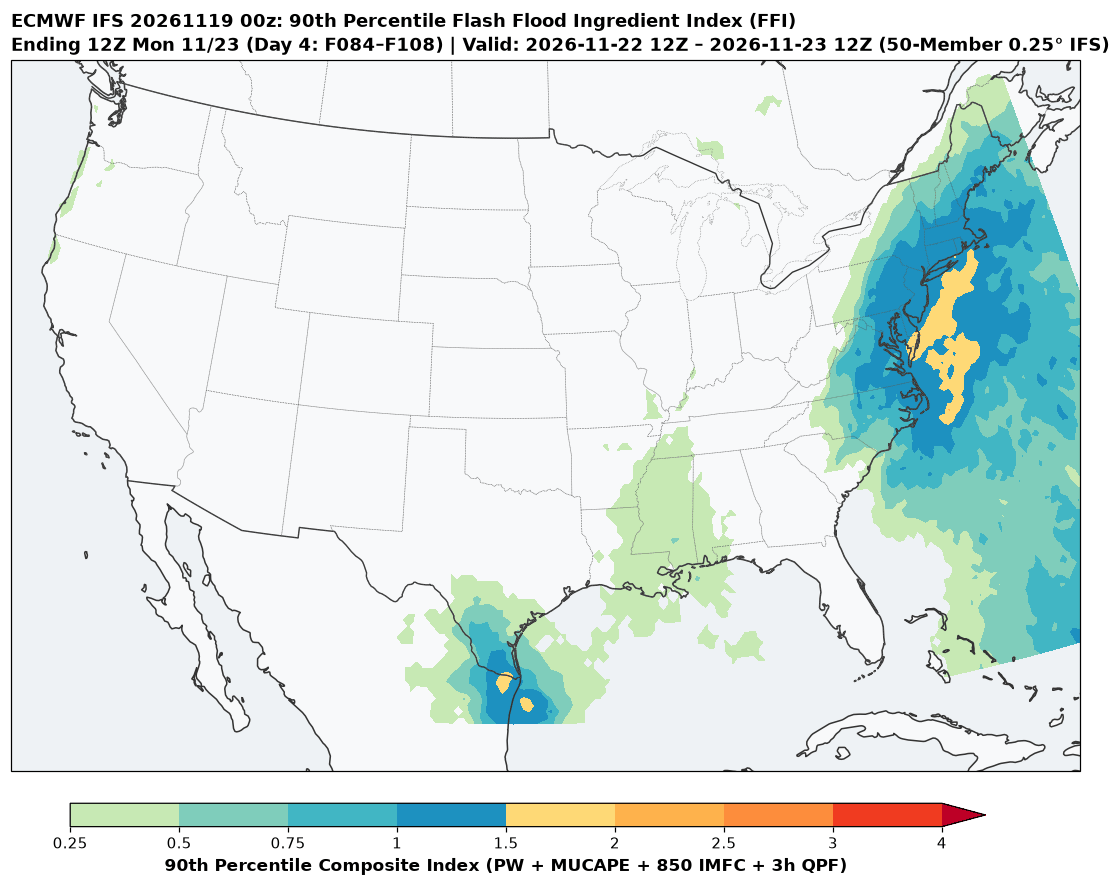 ECMWF IFS 20261119 00z: 90th Percentile Flash Flood Ingredient Index (FFI)
Ending 12Z Mon 11/23 (Day 4: F084–F108) | Valid: 2026-11-22 12Z – 2026-11-23 12Z (50-Member 0.25° IFS)
0.25 0.5 0.75 1 1.5 2 2.5 3 4
90th Percentile Composite Index (PW + MUCAPE + 850 IMFC + 3h QPF)